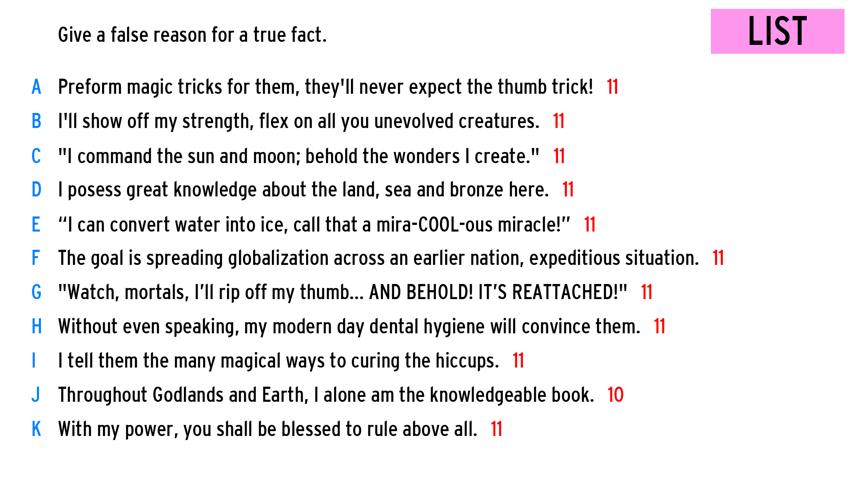 Give a false reason for a true fact.
LIST
A Preform magic tricks for them, they'll never expect the thumb trick! 11
B I'll show off my strength, flex on all you unevolved creatures. 11
C "I command the sun and moon; behold the wonders I create." 11
D I posess great knowledge about the land, sea and bronze here. 11
E “I can convert water into ice, call that a mira-COOL-ous miracle!” 11
F The goal is spreading globalization across an earlier nation, expeditious situation. 11
G "Watch, mortals, I’ll rip off my thumb... AND BEHOLD! IT’S REATTACHED!" 11
H Without even speaking, my modern day dental hygiene will convince them. 11
I I tell them the many magical ways to curing the hiccups. 11
J Throughout Godlands and Earth, I alone am the knowledgeable book. 10
K With my power, you shall be blessed to rule above all. 11